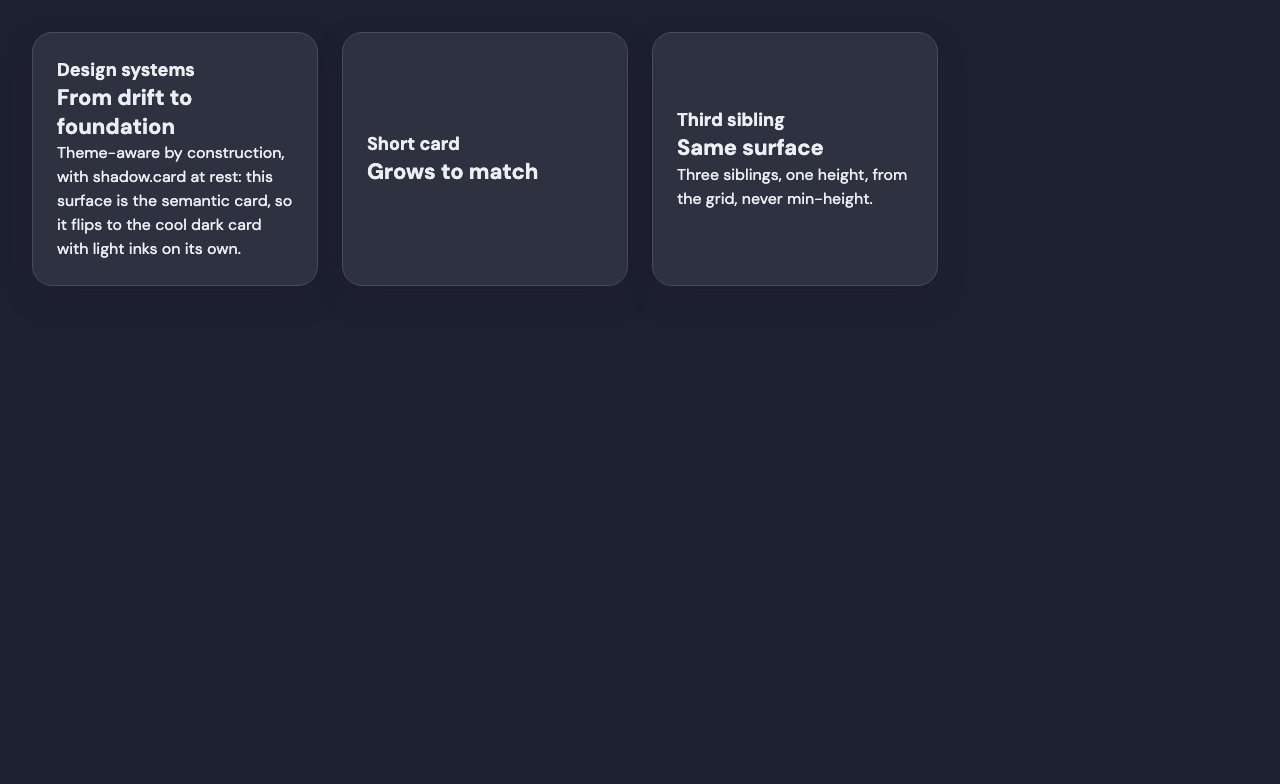 Design systems
From drift to
foundation
Theme-aware by construction,
with shadow.card at rest: this
surface is the semantic card, so
it flips to the cool dark card
with light inks on its own.
Short card
Grows to match
Third sibling
Same surface
Three siblings, one height, from
the grid, never min-height.